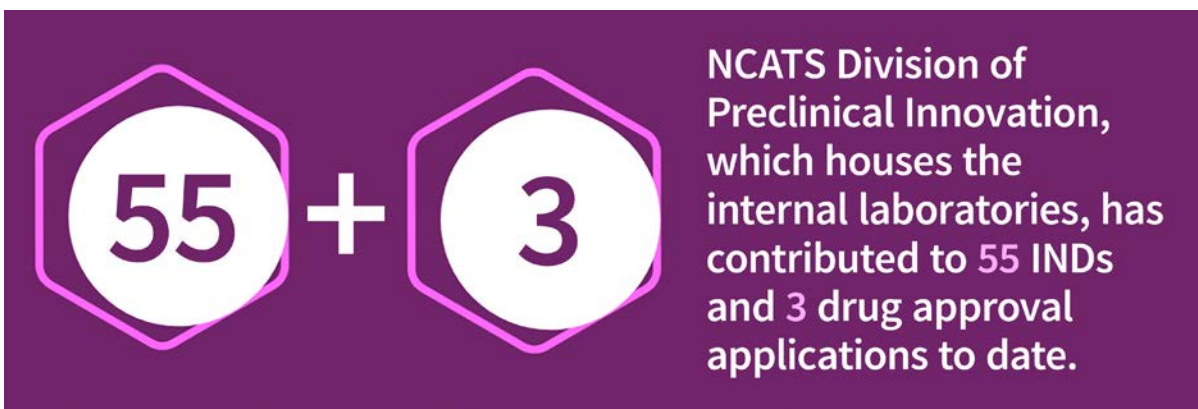 55 + 3
NCATS Division of
Preclinical Innovation,
which houses the
internal laboratories, has
contributed to 55 INDs
and 3 drug approval
applications to date.